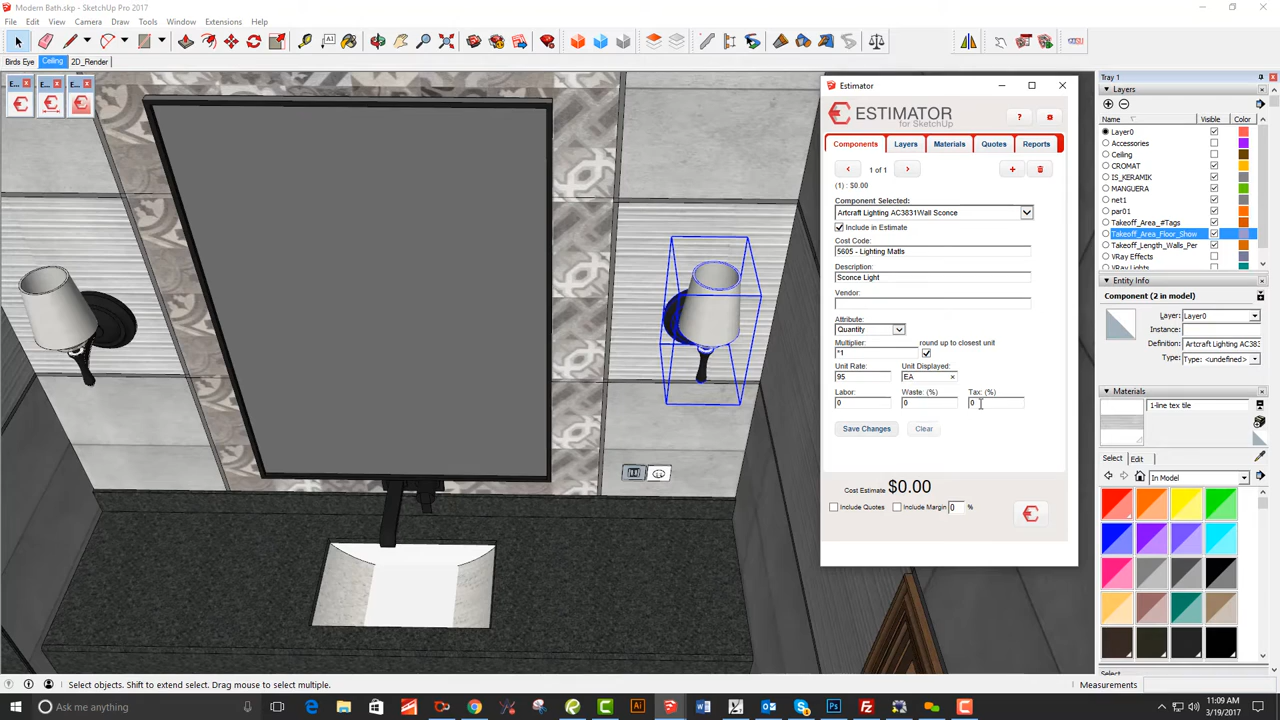 Modern Bath.skp - SketchUp Pro 2017
File Edit View Camera Draw Tools Window Extensions Help
Birds Eye Ceiling 2D_Render
E... E... E...
Estimator
ESTIMATOR
for SketchUp
?
Components Layers Materials Quotes Reports
1 of 1
(1) : $0.00
Component Selected:
Artcraft Lighting AC3831Wall Sconce
Include in Estimate
Cost Code:
5605 - Lighting Matls
Description:
Sconce Light
Vendor:
Attribute:
Quantity
Multiplier: round up to closest unit
*1
Unit Rate: Unit Displayed:
95 EA ×
Labor: Waste: (%) Tax: (%)
0 0 0
Save Changes Clear
Cost Estimate $0.00
Include Quotes Include Margin 0 %
Tray 1
Layers
Name Visible Color
Layer0
Accessories
Ceiling
CROMAT
IS_KERAMIK
MANGUERA
net1
par01
Takeoff_Area_#Tags
Takeoff_Area_Floor_Show
Takeoff_Length_Walls_Per
VRay Effects
VRay Lights
Entity Info
Component (2 in model)
Layer: Layer0
Instance:
Definition: Artcraft Lighting AC383
Type: Type: <undefined>
Materials
1-line tex tile
Select Edit
In Model
Select
Select objects. Shift to extend select. Drag mouse to select multiple.
Measurements
Ask me anything
11:09 AM
3/19/2017